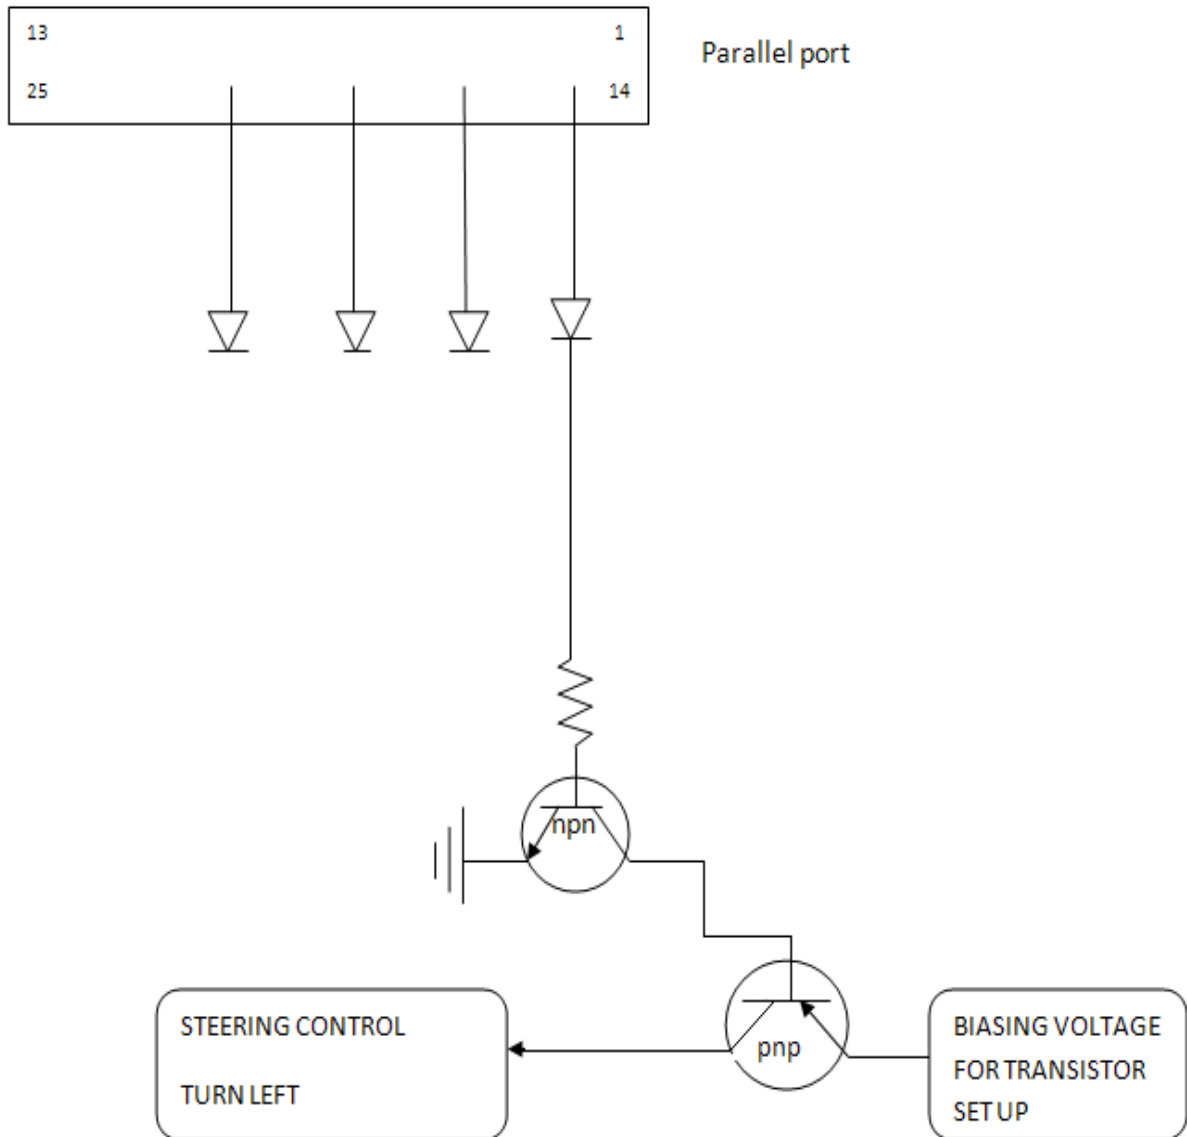 13
1
Parallel port
25
14
npn
STEERING CONTROL
TURN LEFT
pnp
BIASING VOLTAGE
FOR TRANSISTOR
SET UP